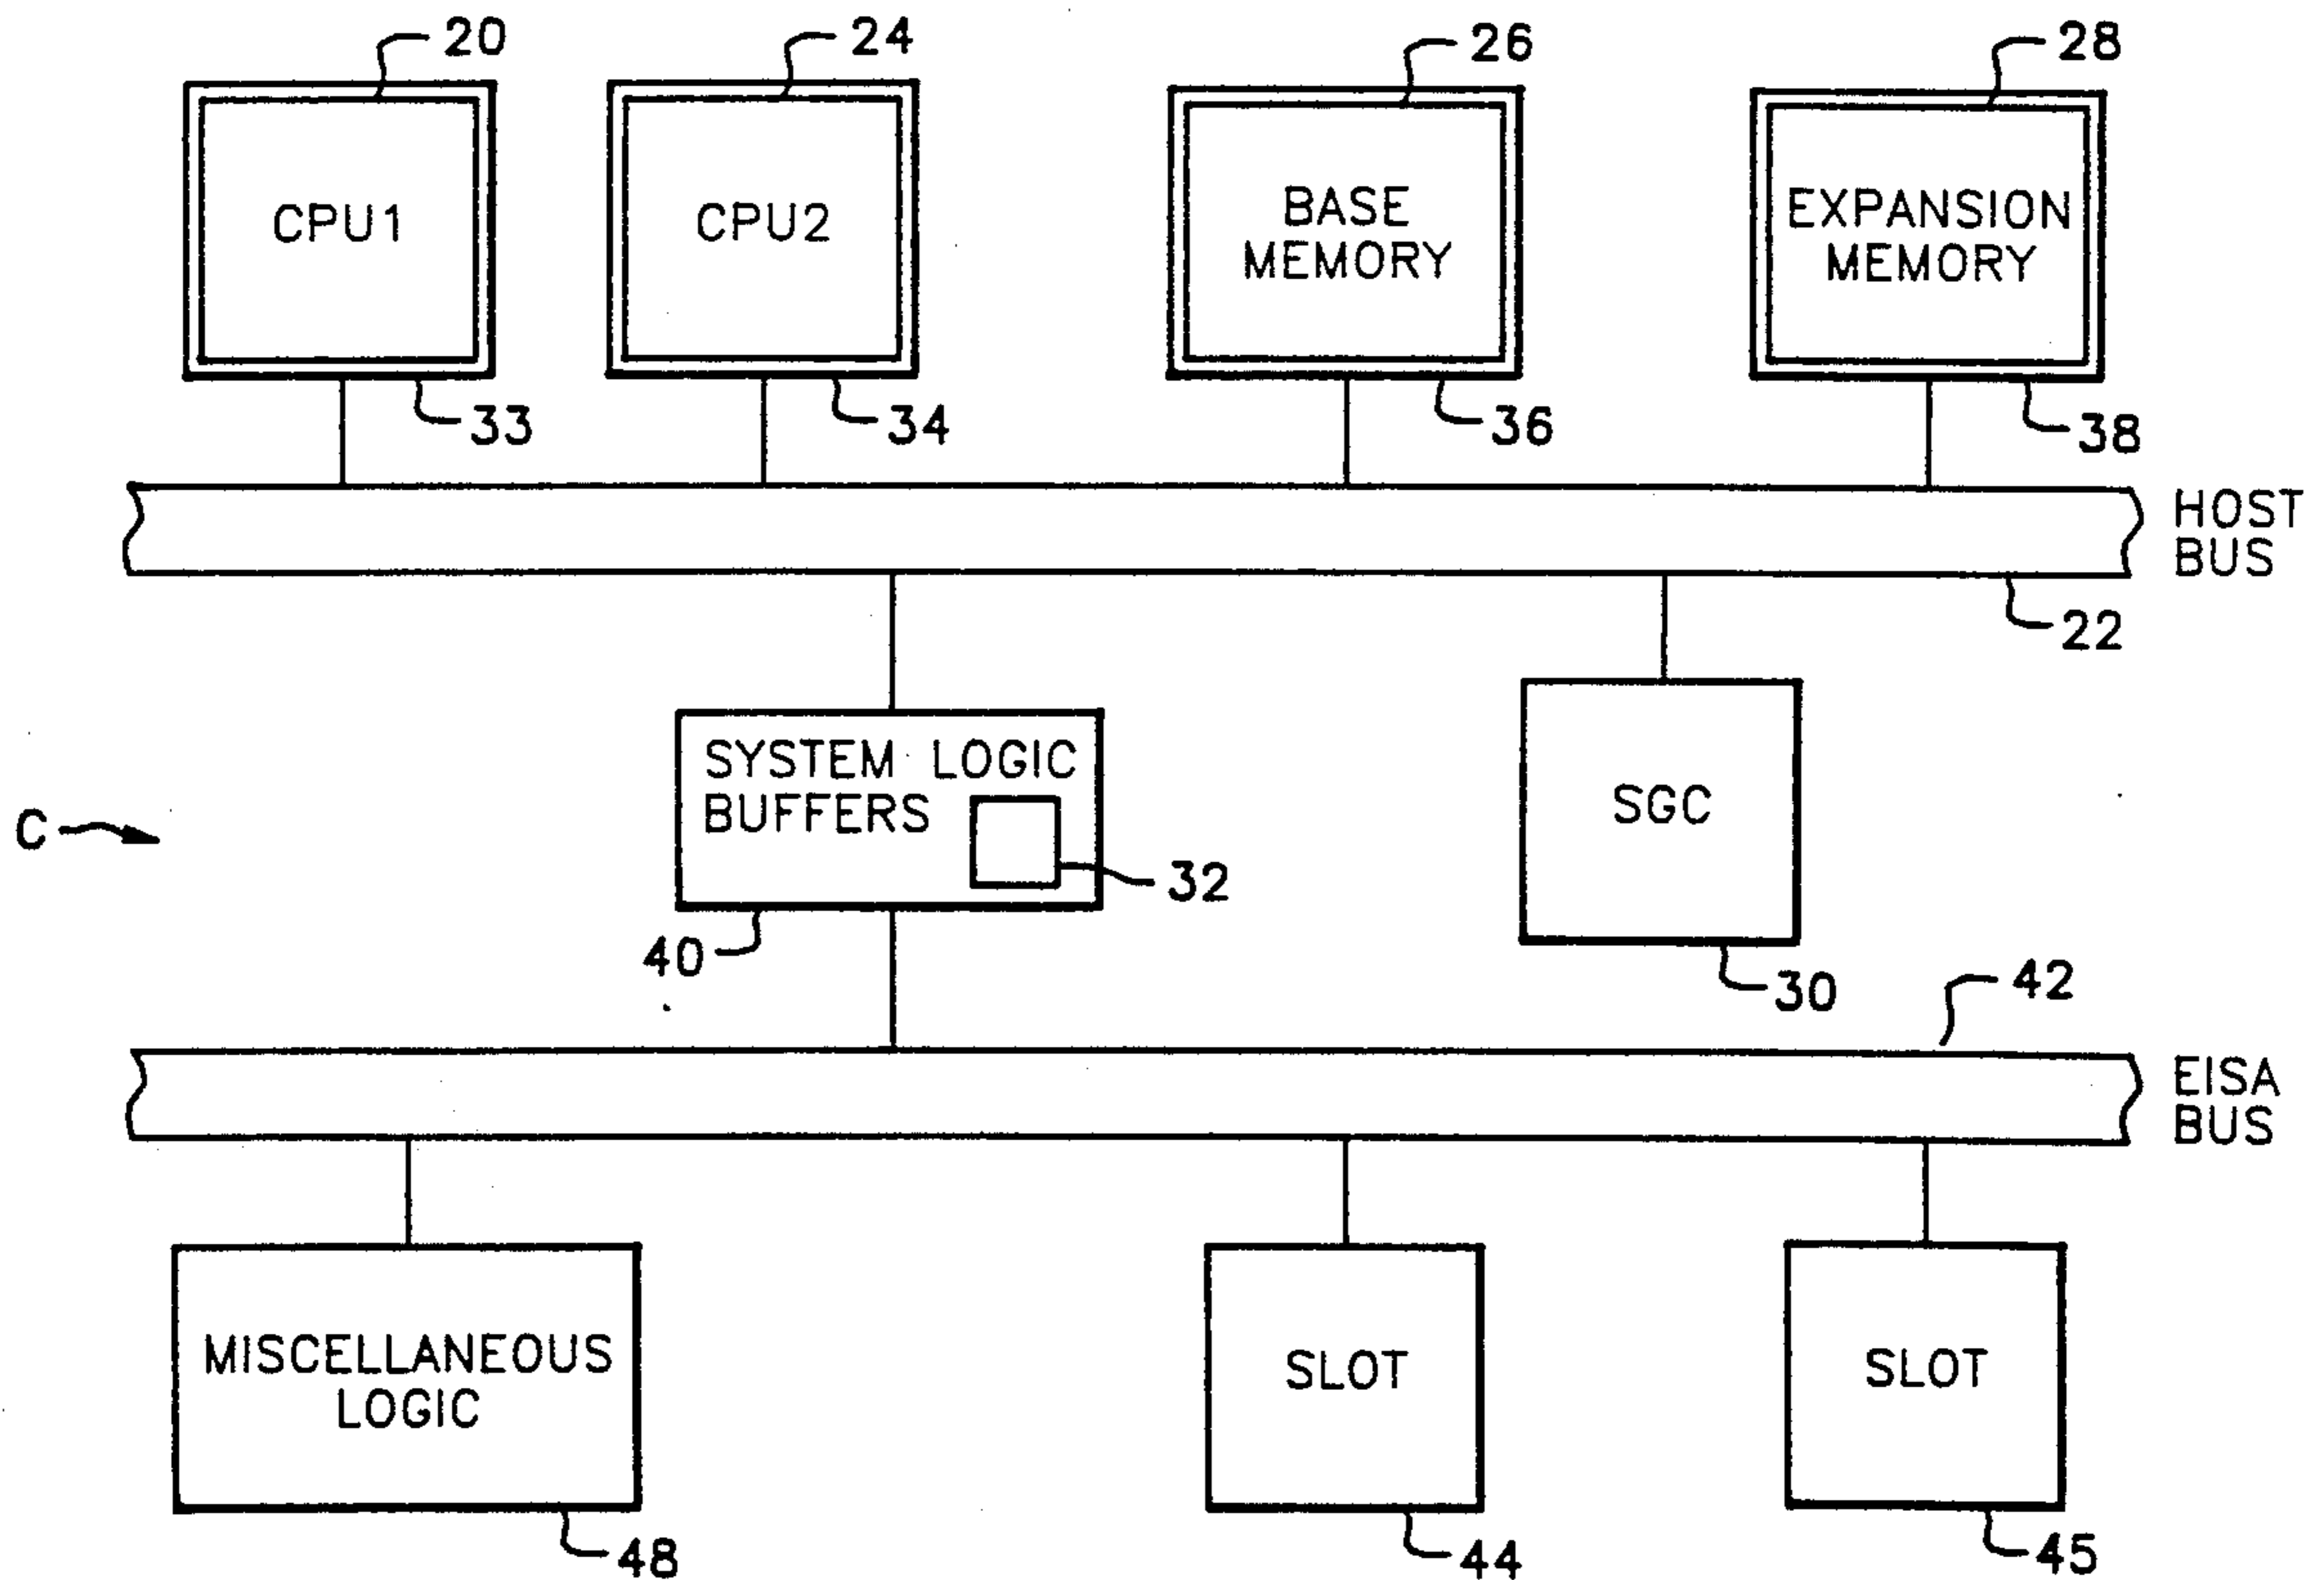 20
24
26
28
CPU1
CPU2
BASE
MEMORY
EXPANSION
MEMORY
33
34
36
38
HOST
BUS
22
SYSTEM LOGIC
BUFFERS
32
40
SGC
30
C
42
EISA
BUS
MISCELLANEOUS
LOGIC
SLOT
SLOT
48
44
45